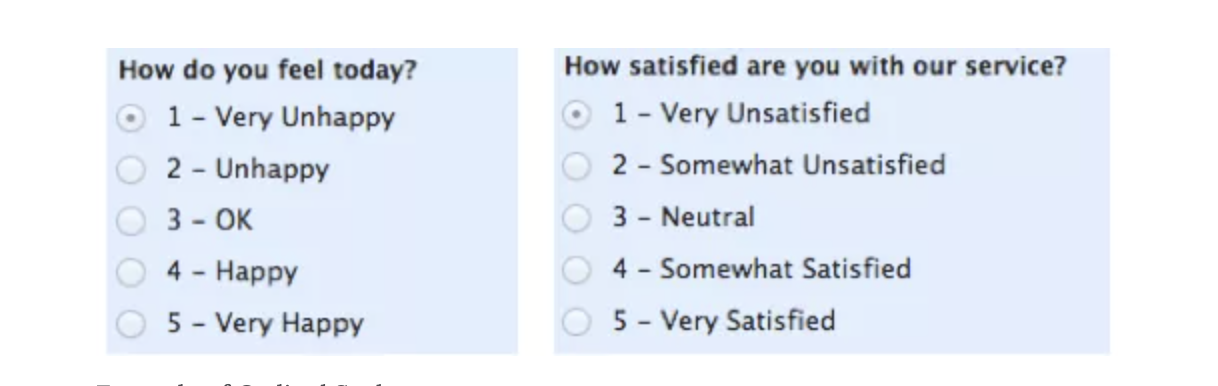 How do you feel today?
1 – Very Unhappy
2 – Unhappy
3 – OK
4 – Happy
5 – Very Happy
How satisfied are you with our service?
1 – Very Unsatisfied
2 – Somewhat Unsatisfied
3 – Neutral
4 – Somewhat Satisfied
5 – Very Satisfied